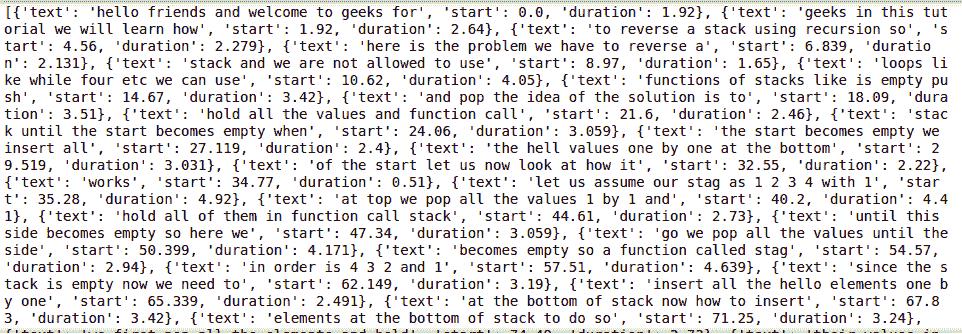 [{'text': 'hello friends and welcome to geeks for', 'start': 0.0, 'duration': 1.92}, {'text': 'geeks in this tut
orial we will learn how', 'start': 1.92, 'duration': 2.64}, {'text': 'to reverse a stack using recursion so', 's
tart': 4.56, 'duration': 2.279}, {'text': 'here is the problem we have to reverse a', 'start': 6.839, 'duratio
n': 2.131}, {'text': 'stack and we are not allowed to use', 'start': 8.97, 'duration': 1.65}, {'text': 'loops li
ke while four etc we can use', 'start': 10.62, 'duration': 4.05}, {'text': 'functions of stacks like is empty pu
sh', 'start': 14.67, 'duration': 3.42}, {'text': 'and pop the idea of the solution is to', 'start': 18.09, 'dura
tion': 3.51}, {'text': 'hold all the values and function call', 'start': 21.6, 'duration': 2.46}, {'text': 'stac
k until the start becomes empty when', 'start': 24.06, 'duration': 3.059}, {'text': 'the start becomes empty we
insert all', 'start': 27.119, 'duration': 2.4}, {'text': 'the hell values one by one at the bottom', 'start': 2
9.519, 'duration': 3.031}, {'text': 'of the start let us now look at how it', 'start': 32.55, 'duration': 2.22},
{'text': 'works', 'start': 34.77, 'duration': 0.51}, {'text': 'let us assume our stag as 1 2 3 4 with 1', 'star
t': 35.28, 'duration': 4.92}, {'text': 'at top we pop all the values 1 by 1 and', 'start': 40.2, 'duration': 4.4
1}, {'text': 'hold all of them in function call stack', 'start': 44.61, 'duration': 2.73}, {'text': 'until this
side becomes empty so here we', 'start': 47.34, 'duration': 3.059}, {'text': 'go we pop all the values until the
side', 'start': 50.399, 'duration': 4.171}, {'text': 'becomes empty so a function called stag', 'start': 54.57,
'duration': 2.94}, {'text': 'in order is 4 3 2 and 1', 'start': 57.51, 'duration': 4.639}, {'text': 'since the s
tack is empty now we need to', 'start': 62.149, 'duration': 3.19}, {'text': 'insert all the hello elements one b
y one', 'start': 65.339, 'duration': 2.491}, {'text': 'at the bottom of stack now how to insert', 'start': 67.8
3, 'duration': 3.42}, {'text': 'elements at the bottom of stack to do so', 'start': 71.25, 'duration': 3.24},